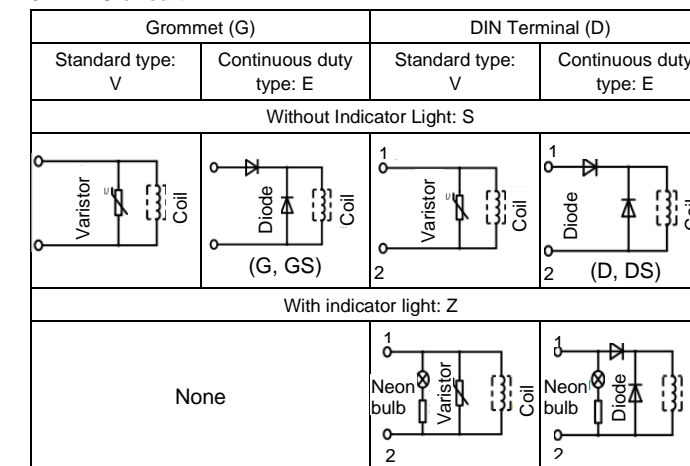 Grommet (G)
DIN Terminal (D)
Standard type:
V
Continuous duty
type: E
Standard type:
V
Continuous duty
type: E
Without Indicator Light: S
Varistor
U
Coil
Diode
Coil
(G, GS)
1
Varistor
U
Coil
2
1
Diode
2
(D, DS)
With indicator light: Z
None
1
Neon
bulb
Varistor
Coil
2
1
Neon
bulb
Diode
2